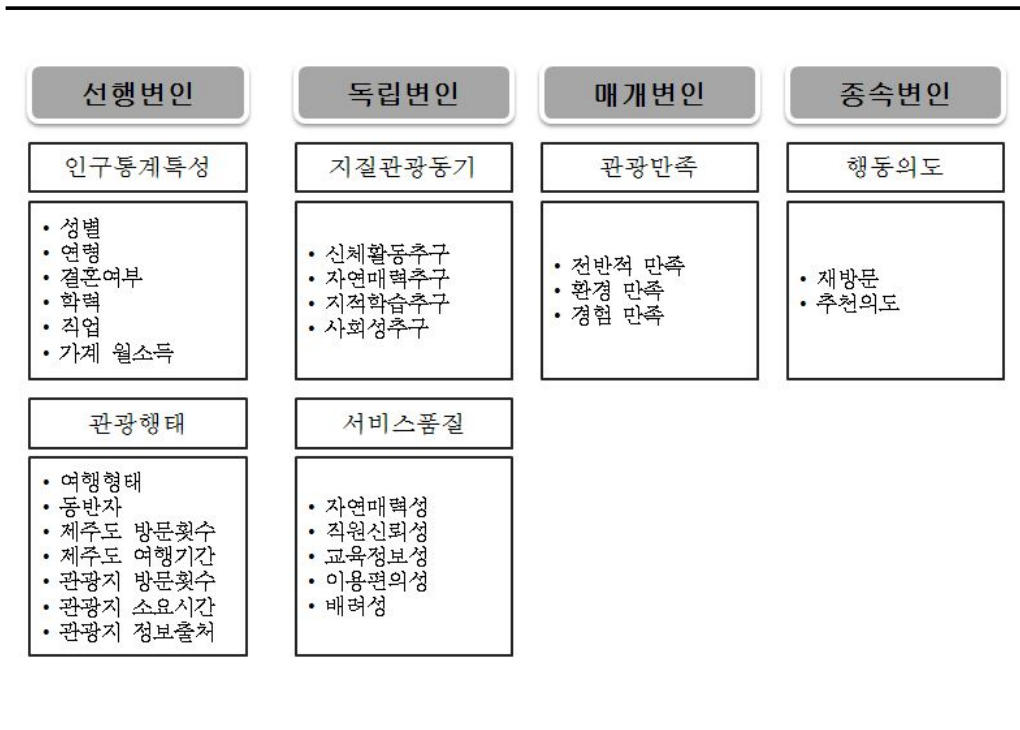 선행변인
인구통계특성
• 성별
• 연령
• 결혼여부
• 학력
• 직업
• 가계 월소득
관광행태
• 여행형태
• 동반자
• 제주도 방문횟수
• 제주도 여행기간
• 관광지 방문횟수
• 관광지 소요시간
• 관광지 정보출처
독립변인
지질관광동기
• 신체활동추구
• 자연매력추구
• 지적학습추구
• 사회성추구
서비스품질
• 자연매력성
• 직원신뢰성
• 교육정보성
• 이용편의성
• 배려성
매개변인
관광만족
• 전반적 만족
• 환경 만족
• 경험 만족
종속변인
행동의도
• 재방문
• 추천의도